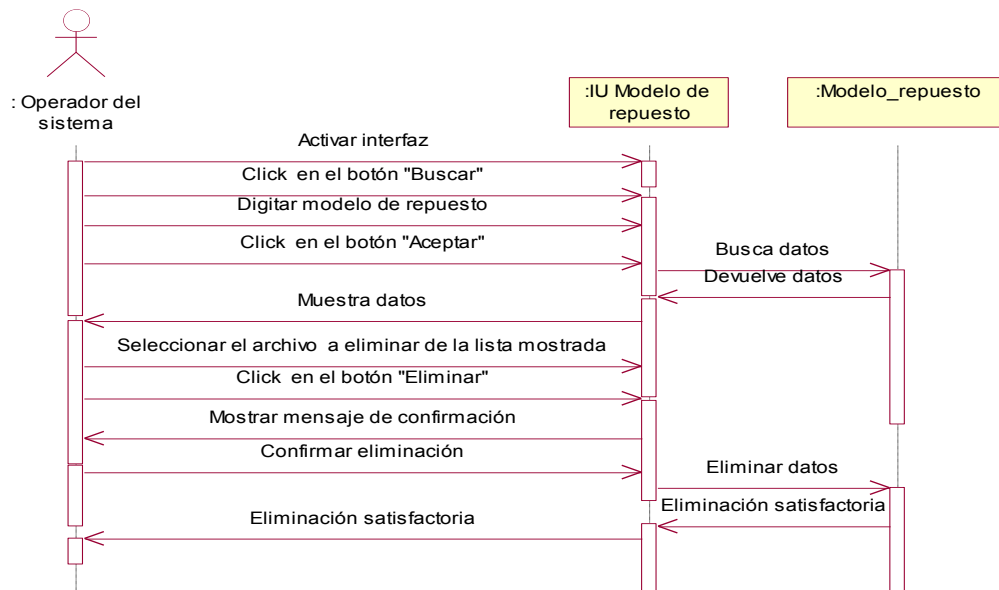 : Operador del
sistema
:IU Modelo de
repuesto
:Modelo_repuesto
Activar interfaz
Click en el botón "Buscar"
Digitar modelo de repuesto
Click en el botón "Aceptar"
Busca datos
Devuelve datos
Muestra datos
Seleccionar el archivo a eliminar de la lista mostrada
Click en el botón "Eliminar"
Mostrar mensaje de confirmación
Confirmar eliminación
Eliminar datos
Eliminación satisfactoria
Eliminación satisfactoria